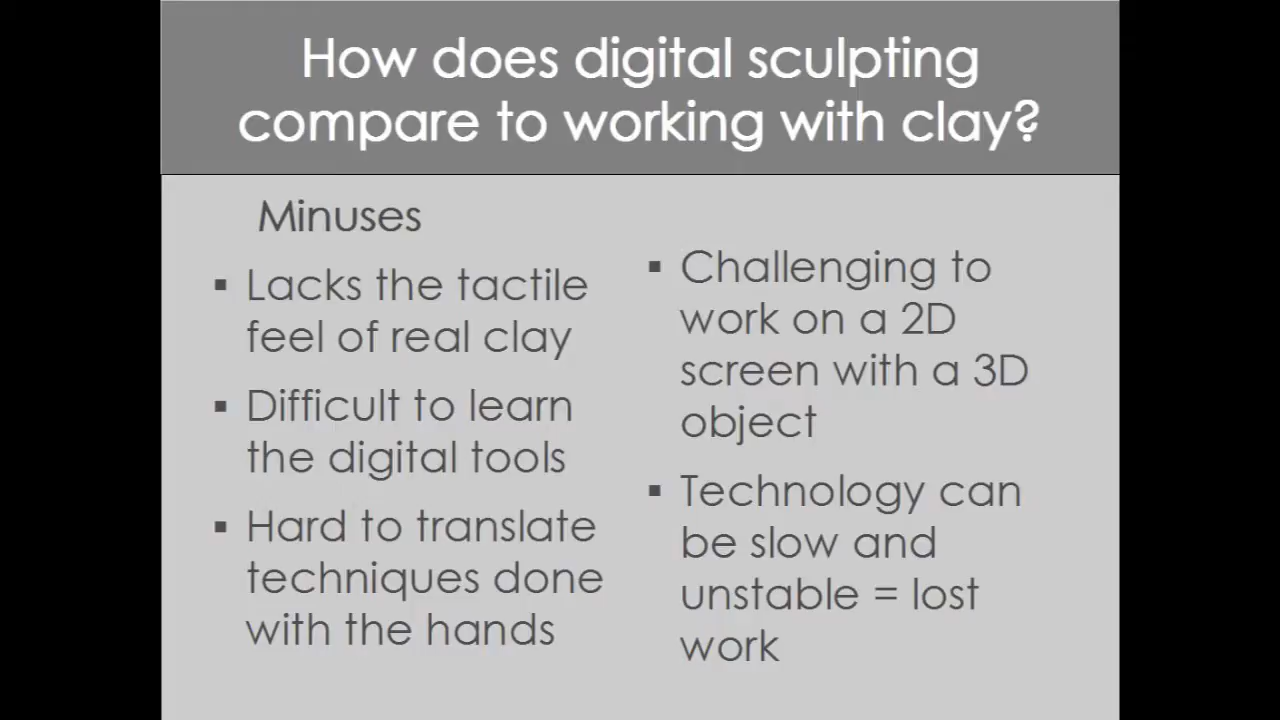 How does digital sculpting
compare to working with clay?
Minuses
▪ Lacks the tactile
feel of real clay
▪ Difficult to learn
the digital tools
▪ Hard to translate
techniques done
with the hands
▪ Challenging to
work on a 2D
screen with a 3D
object
▪ Technology can
be slow and
unstable = lost
work